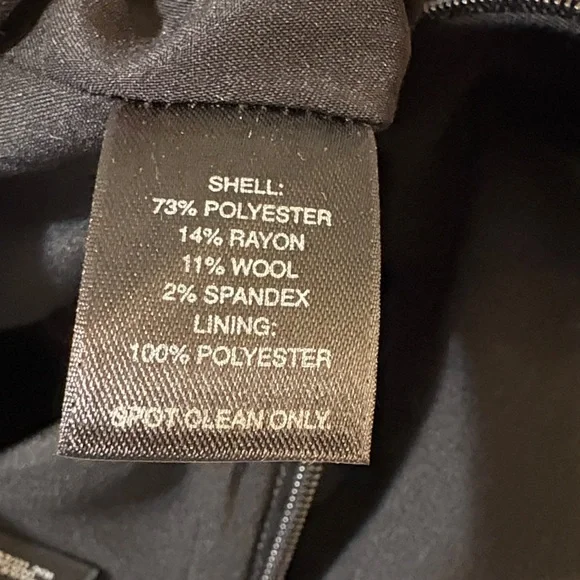 SHELL:
73% POLYESTER
14% RAYON
11% WOOL
2% SPANDEX
LINING:
100% POLYESTER
SPOT CLEAN ONLY.